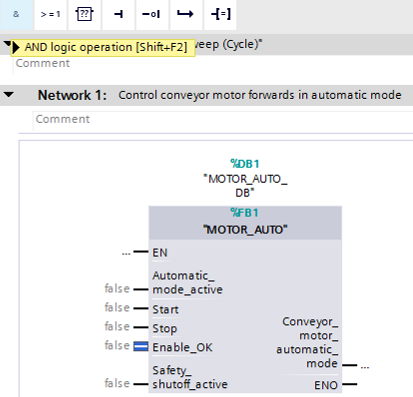 &
>=1
??
AND logic operation [Shift+F2]
weep (Cycle)"
Comment
Network 1: Control conveyor motor forwards in automatic mode
Comment
%DB1
"MOTOR_AUTO_
DB"
%FB1
"MOTOR_AUTO"
... EN
Automatic_
false mode_active
false Start
false Stop
false Enable_OK
Safety_
false shutoff_active
Conveyor_
motor_
automatic_
mode ...
ENO